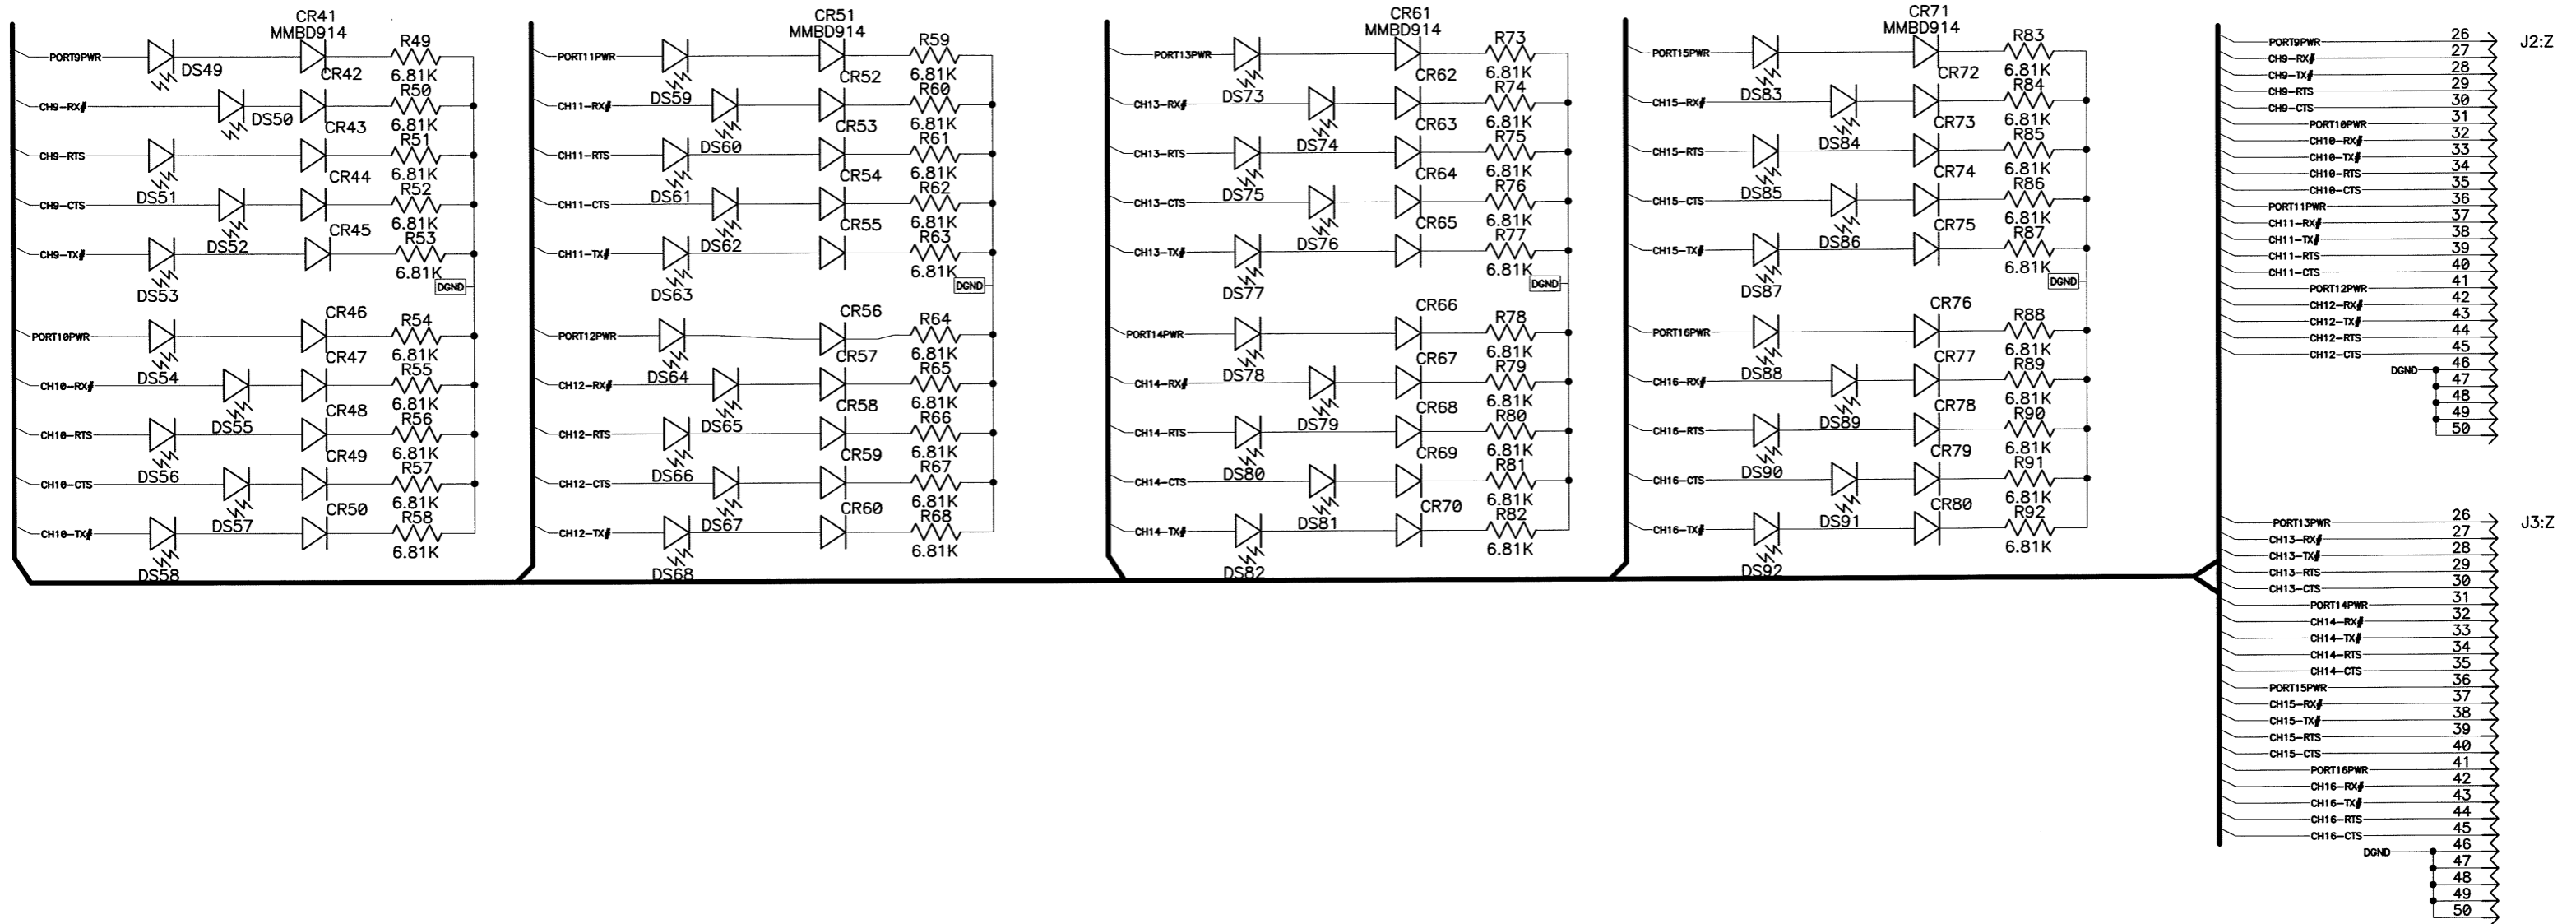 CR41
MMBD914
PORT9PWR
DS49
CR42
R49
6.81K
CH9-RX#
DS50
CR43
R50
6.81K
CH9-RTS
DS51
CR44
R51
6.81K
CH9-CTS
DS52
CR45
R52
6.81K
CH9-TX#
DS53
R53
6.81K
DGND
CR46
PORT10PWR
DS54
CR47
R54
6.81K
CH10-RX#
DS55
CR48
R55
6.81K
CH10-RTS
DS56
CR49
R56
6.81K
CH10-CTS
DS57
CR50
R57
6.81K
CH10-TX#
DS58
R58
6.81K
CR51
MMBD914
PORT11PWR
DS59
CR52
R59
6.81K
CH11-RX#
DS60
CR53
R60
6.81K
CH11-RTS
DS61
CR54
R61
6.81K
CH11-CTS
DS62
CR55
R62
6.81K
CH11-TX#
DS63
R63
6.81K
DGND
CR56
PORT12PWR
DS64
CR57
R64
6.81K
CH12-RX#
DS65
CR58
R65
6.81K
CH12-RTS
DS66
CR59
R66
6.81K
CH12-CTS
DS67
CR60
R67
6.81K
CH12-TX#
DS68
R68
6.81K
CR61
MMBD914
PORT13PWR
DS73
CR62
R73
6.81K
CH13-RX#
DS74
CR63
R74
6.81K
CH13-RTS
DS75
CR64
R75
6.81K
CH13-CTS
DS76
CR65
R76
6.81K
CH13-TX#
DS77
R77
6.81K
DGND
CR66
PORT14PWR
DS78
CR67
R78
6.81K
CH14-RX#
DS79
CR68
R79
6.81K
CH14-RTS
DS80
CR69
R80
6.81K
CH14-CTS
DS81
CR70
R81
6.81K
CH14-TX#
DS82
R82
6.81K
CR71
MMBD914
PORT15PWR
DS83
CR72
R83
6.81K
CH15-RX#
DS84
CR73
R84
6.81K
CH15-RTS
DS85
CR74
R85
6.81K
CH15-CTS
DS86
CR75
R86
6.81K
CH15-TX#
DS87
R87
6.81K
DGND
CR76
PORT16PWR
DS88
CR77
R88
6.81K
CH16-RX#
DS89
CR78
R89
6.81K
CH16-RTS
DS90
CR79
R90
6.81K
CH16-CTS
DS91
CR80
R91
6.81K
CH16-TX#
DS92
R92
6.81K
J2:Z
PORT9PWR 26
CH9-RX# 27
CH9-TX# 28
CH9-RTS 29
CH9-CTS 30
PORT10PWR 31
CH10-RX# 32
CH10-TX# 33
CH10-RTS 34
CH10-CTS 35
PORT11PWR 36
CH11-RX# 37
CH11-TX# 38
CH11-RTS 39
CH11-CTS 40
PORT12PWR 41
CH12-RX# 42
CH12-TX# 43
CH12-RTS 44
CH12-CTS 45
DGND 46
47
48
49
50
J3:Z
PORT13PWR 26
CH13-RX# 27
CH13-TX# 28
CH13-RTS 29
CH13-CTS 30
PORT14PWR 31
CH14-RX# 32
CH14-TX# 33
CH14-RTS 34
CH14-CTS 35
PORT15PWR 36
CH15-RX# 37
CH15-TX# 38
CH15-RTS 39
CH15-CTS 40
PORT16PWR 41
CH16-RX# 42
CH16-TX# 43
CH16-RTS 44
CH16-CTS 45
DGND 46
47
48
49
50